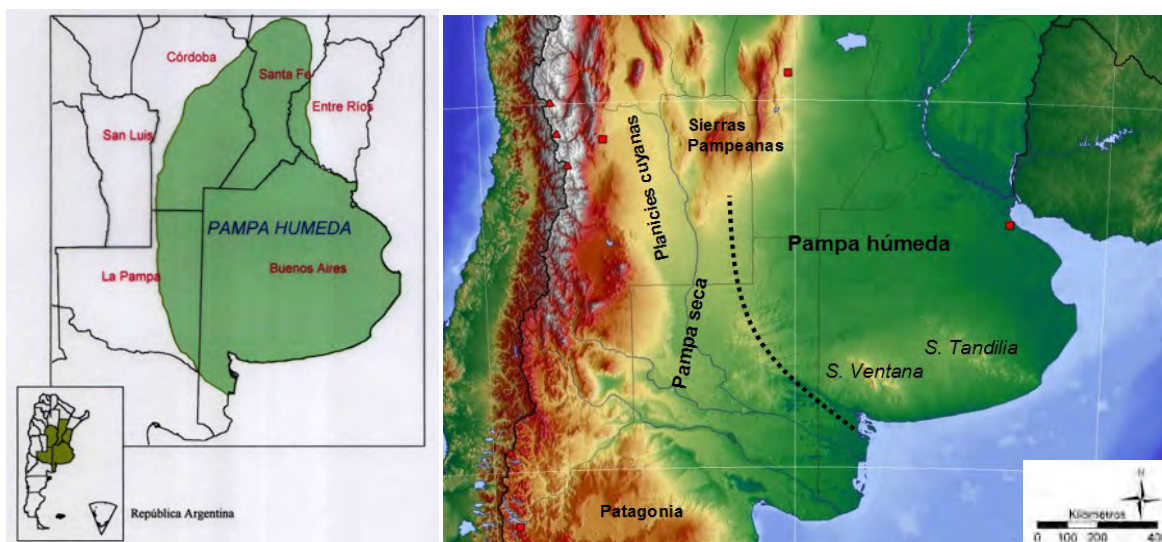 Córdoba
Santa Fe
Entre Ríos
San Luis
PAMPA HUMEDA
La Pampa
Buenos Aires
República Argentina
Sierras
Pampeanas
Planicies cuyanas
Pampa húmeda
Pampa seca
S. Tandilia
S. Ventana
Patagonia
N
Kilómetros
0 100 200 400